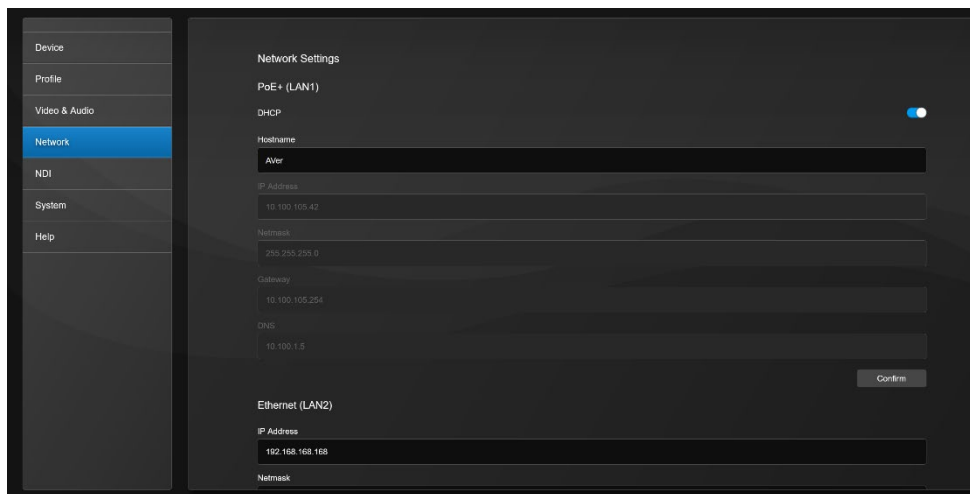 Device
Profile
Video & Audio
Network
NDI
System
Help
Network Settings
PoE+ (LAN1)
DHCP
Hostname
AVer
IP Address
10.100.105.42
Netmask
255.255.255.0
Gateway
10.100.105.254
DNS
10.100.1.5
Confirm
Ethernet (LAN2)
IP Address
192.168.168.168
Netmask